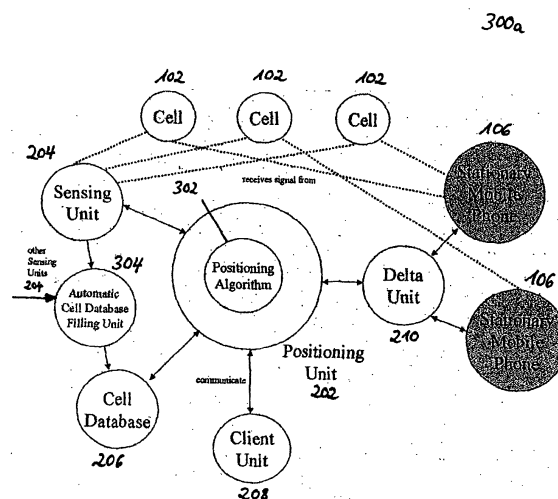 300a
102
102
102
Cell
Cell
Cell
106
204
Sensing
Unit
302
receives signal from
Stationary
Mobile
Phone
other
Sensing
Units
204
304
Automatic
Cell Database
Filling Unit
Positioning
Algorithm
Delta
Unit
210
106
Stationary
Mobile
Phone
Positioning
Unit
202
communicate
Cell
Database
206
Client
Unit
208